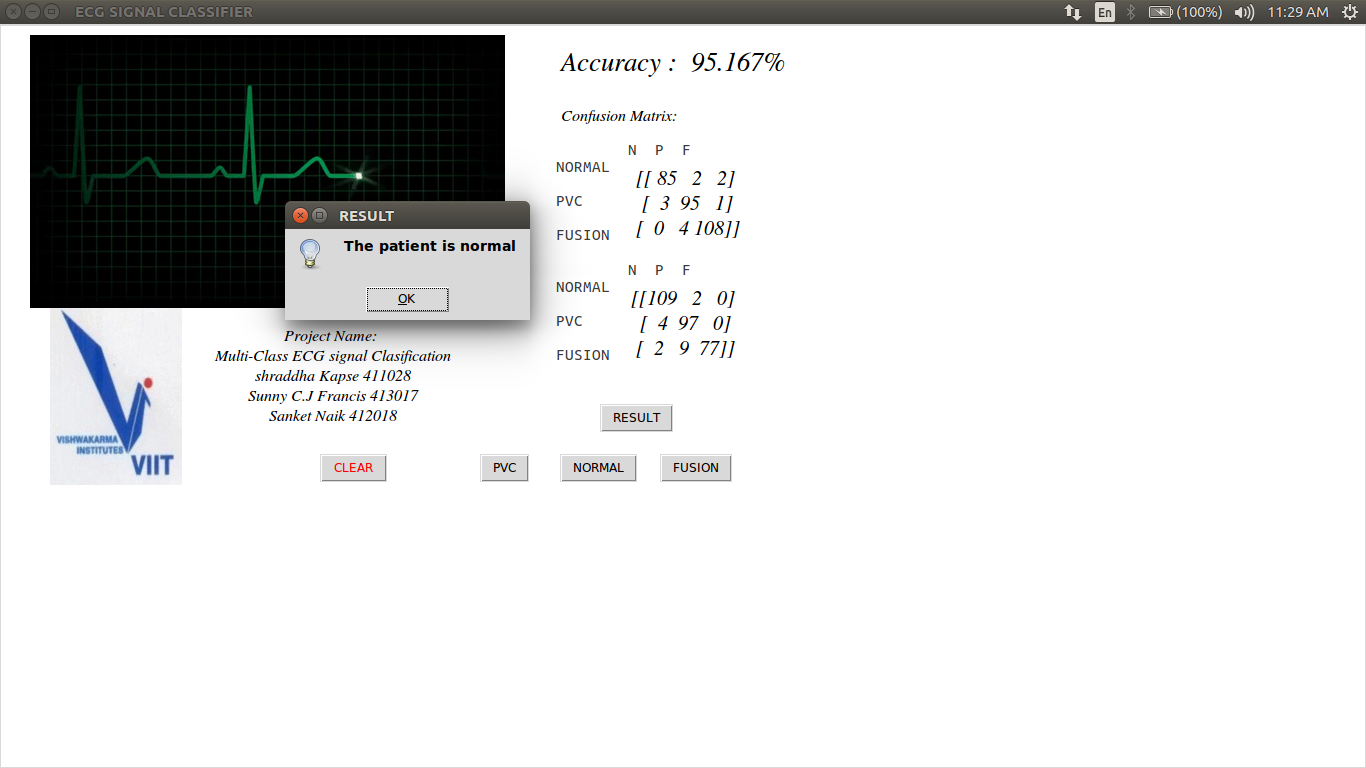 ECG SIGNAL CLASSIFIER
En
(100%)
11:29 AM
Accuracy : 95.167%
Confusion Matrix:
N P F
NORMAL
[[ 85 2 2]
PVC
[ 3 95 1]
FUSION
[ 0 4 108]]
RESULT
The patient is normal
OK
N P F
NORMAL
[[109 2 0]
PVC
[ 4 97 0]
FUSION
[ 2 9 77]]
Project Name:
Multi-Class ECG signal Clasification
shraddha Kapse 411028
Sunny C.J Francis 413017
Sanket Naik 412018
VISHWAKARMA
INSTITUTES
VIIT
RESULT
CLEAR
PVC
NORMAL
FUSION